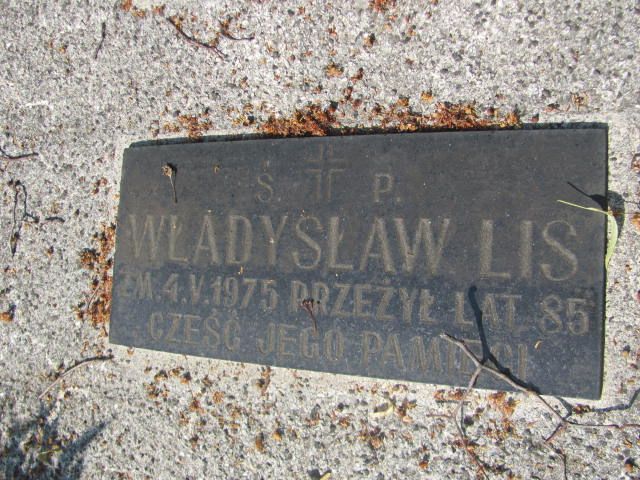 Ś. P.
WŁADYSŁAW LIS
ZM. 4.V.1975 PRZEŻYŁ LAT 85
CZEŚĆ JEGO PAMIĘCI